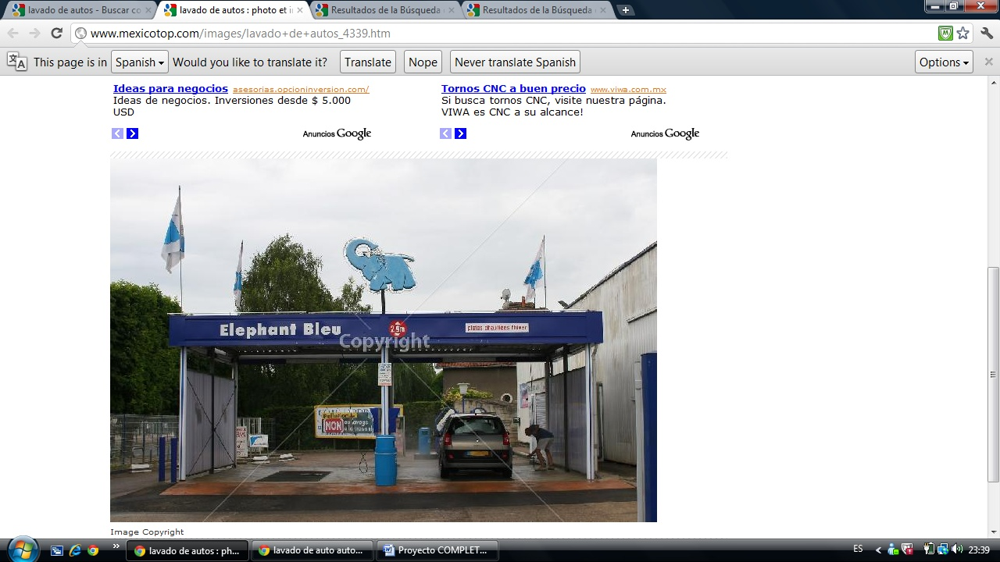 lavado de autos - Buscar co
lavado de autos : photo et i
Resultados de la Búsqueda
Resultados de la Búsqueda
www.mexicotop.com/images/lavado+de+autos_4339.htm
This page is in
Spanish
Would you like to translate it?
Translate
Nope
Never translate Spanish
Options
Ideas para negocios asesorias.opcioninversion.com/
Ideas de negocios. Inversiones desde $ 5.000
USD
Anuncios Google
Tornos CNC a buen precio www.viwa.com.mx
Si busca tornos CNC, visite nuestra página.
VIWA es CNC a su alcance!
Anuncios Google
Elephant Bleu
2.9m
pistes chauffées l'hiver
Copyright
NON
Image Copyright
lavado de autos : ph...
lavado de auto auto...
Proyecto COMPLET...
ES
23:39